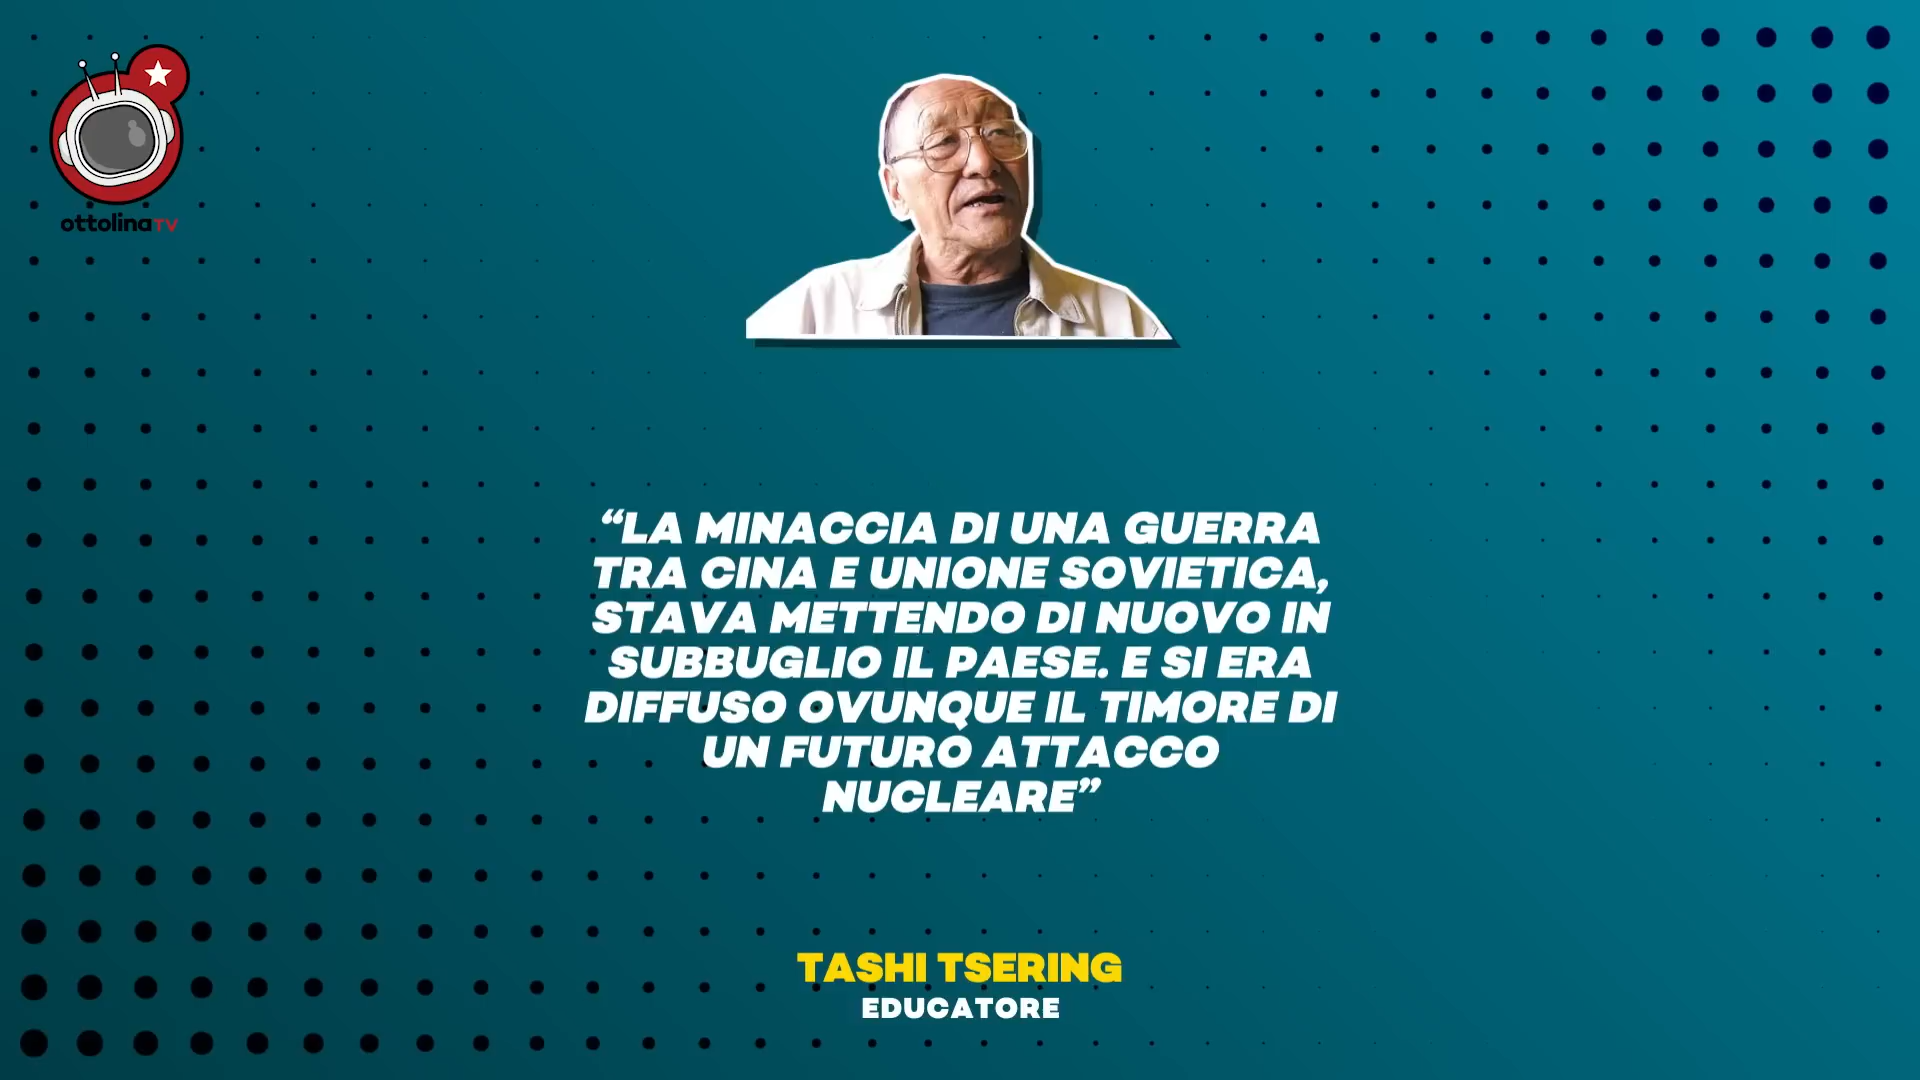 ottolinaTV
“LA MINACCIA DI UNA GUERRA
TRA CINA E UNIONE SOVIETICA,
STAVA METTENDO DI NUOVO IN
SUBBUGLIO IL PAESE. E SI ERA
DIFFUSO OVUNQUE IL TIMORE DI
UN FUTURO ATTACCO
NUCLEARE”
TASHI TSERING
EDUCATORE